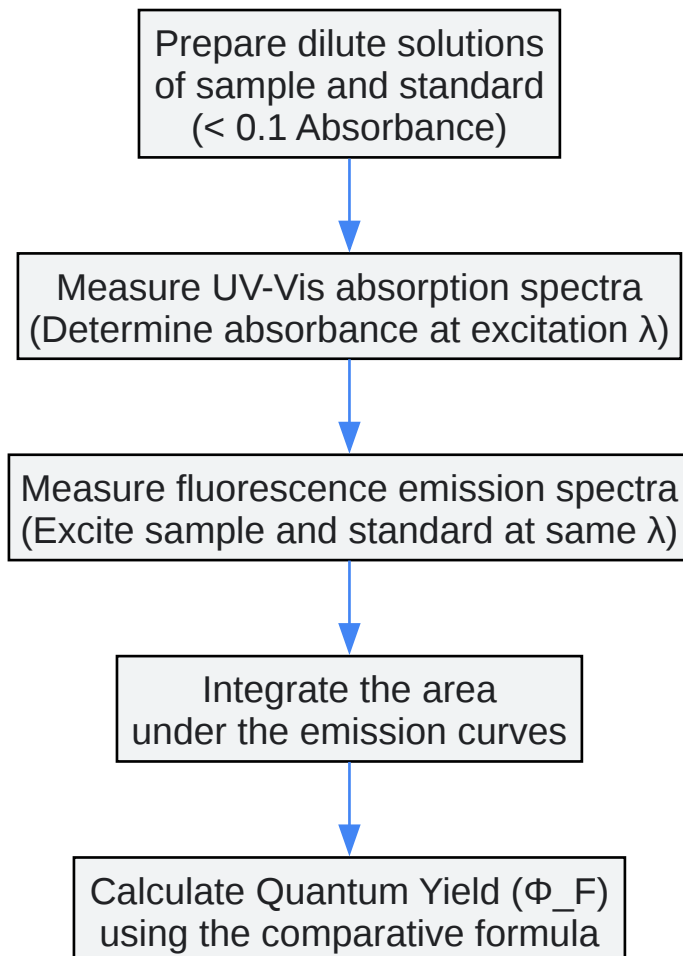 Prepare dilute solutions
of sample and standard
(< 0.1 Absorbance)
Measure UV-Vis absorption spectra
(Determine absorbance at excitation λ)
Measure fluorescence emission spectra
(Excite sample and standard at same λ)
Integrate the area
under the emission curves
Calculate Quantum Yield (Φ_F)
using the comparative formula